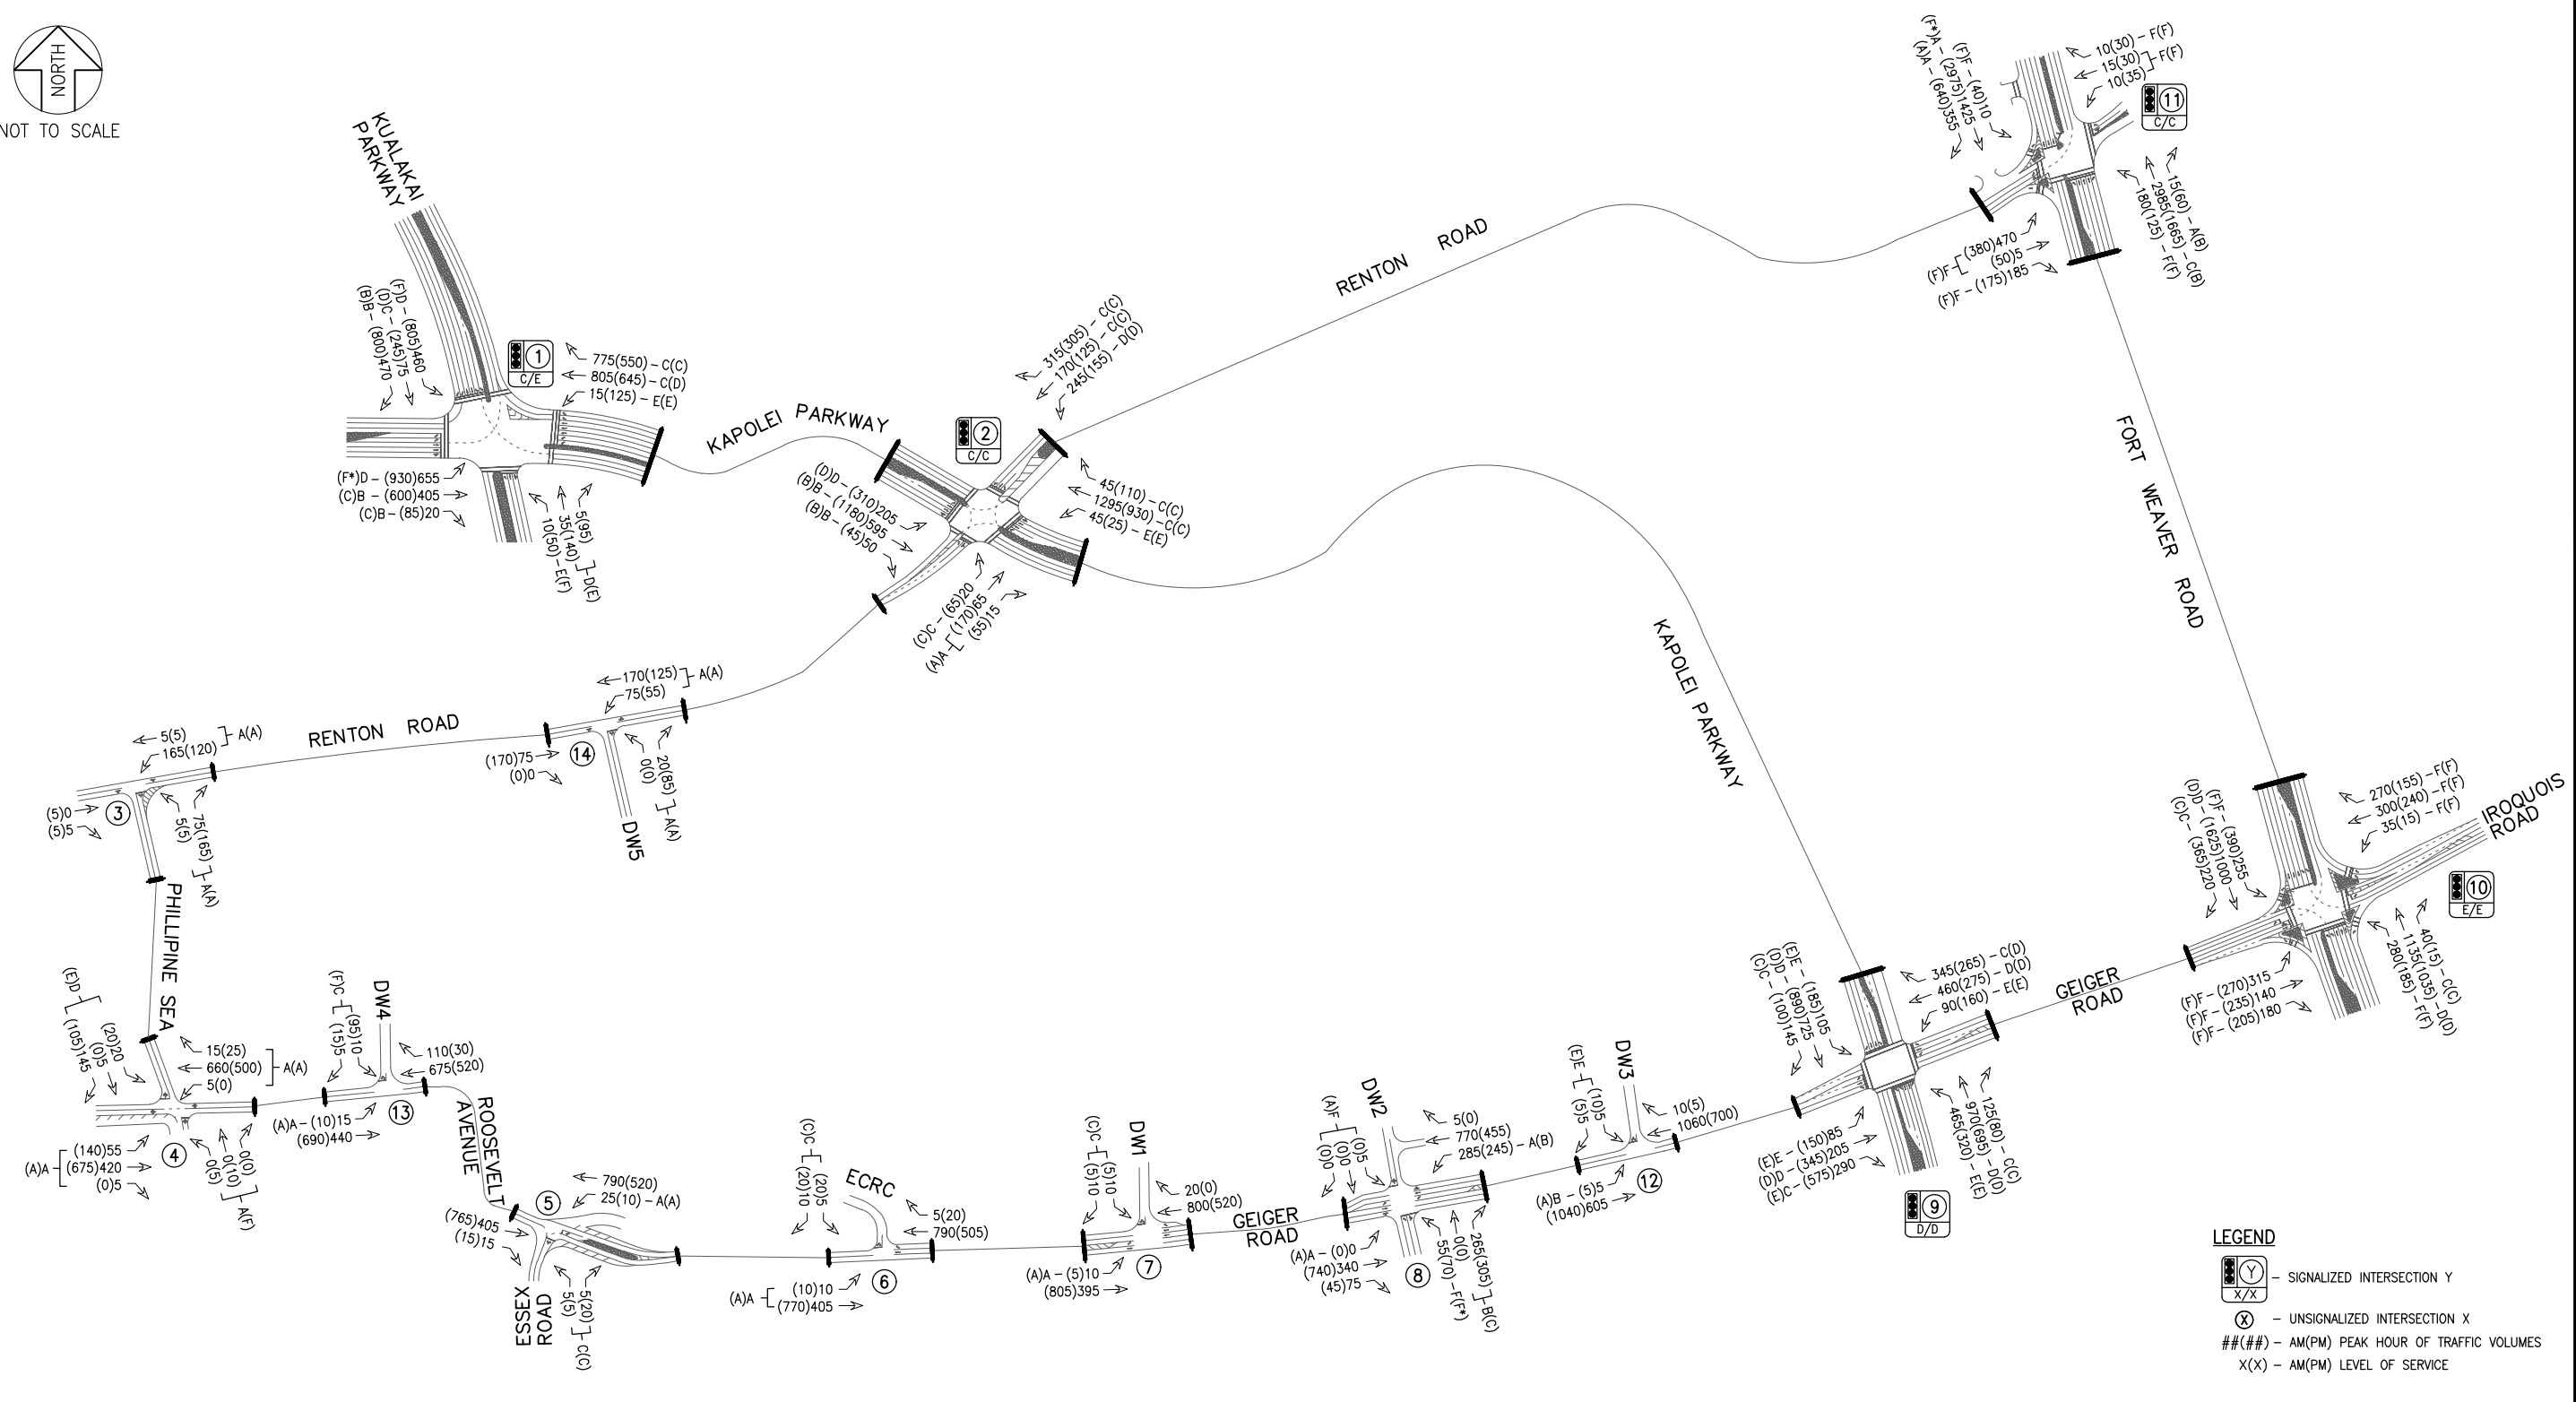 NORTH
NOT TO SCALE
KUALAKAI
PARKWAY
(F)D – (805)460
(D)C – (245)75
(B)B – (800)470
1
C/E
775(550) – C(C)
805(645) – C(D)
15(125) – E(E)
(F*)D – (930)655
(C)B – (600)405
(C)B – (85)20
5(95)
35(140)
D(E)
10(50) – E(F)
KAPOLEI PARKWAY
2
C/C
315(305) – C(C)
170(125) – C(C)
245(155) – D(D)
(D)D – (310)205
(B)B – (1180)595
(B)B – (45)50
45(110) – C(C)
1295(930) – C(C)
45(25) – E(E)
(C)C – (65)20
(A)A
(170)65
(55)15
RENTON ROAD
(F)F – (40)10
(F*)A – (2975)1425
(A)A – (640)355
10(30) – F(F)
15(30)
10(35)
F(F)
11
C/C
(F)F
(380)470
(50)5
(F)F – (175)185
15(60) – A(B)
2985(1665) – C(B)
180(125) – F(F)
FORT WEAVER ROAD
KAPOLEI PARKWAY
170(125)
75(55)
A(A)
14
(170)75
(0)0
20(85)
0(0)
A(A)
DW5
RENTON ROAD
5(5)
165(120)
A(A)
3
(5)0
(5)5
75(165)
5(5)
A(A)
PHILLIPINE SEA
(E)D
(20)20
(0)5
(105)145
15(25)
660(500)
5(0)
A(A)
4
(A)A
(140)55
(675)420
(0)5
0(0)
0(10)
0(5)
A(F)
DW4
(F)C
(95)10
(15)5
110(30)
675(520)
13
(A)A – (10)15
(690)440
ROOSEVELT
AVENUE
5
790(520)
25(10) – A(A)
(765)405
(15)15
5(20)
5(5)
C(C)
ESSEX
ROAD
ECRC
(C)C
(20)5
(20)10
5(20)
790(505)
6
(A)A
(10)10
(770)405
DW1
(C)C
(5)10
(5)10
20(0)
800(520)
7
(A)A – (5)10
(805)395
GEIGER
ROAD
DW2
(A)F
(0)5
(0)0
(0)0
5(0)
770(455)
285(245) – A(B)
8
(A)A – (0)0
(740)340
(45)75
265(305)
0(0)
B(C)
55(70) – F(F*)
DW3
(E)E
(10)5
(5)5
10(5)
1060(700)
12
(A)B – (5)5
(1040)605
(E)E – (185)105
(D)D – (890)725
(C)C – (100)145
345(265) – C(D)
460(275) – D(D)
90(160) – E(E)
(E)E – (150)85
(D)D – (345)205
(E)C – (575)290
125(80) – C(C)
970(695) – D(D)
465(320) – E(E)
9
D/D
GEIGER
ROAD
(F)F – (390)255
(D)D – (1625)1000
(C)C – (365)220
270(155) – F(F)
300(240) – F(F)
35(15) – F(F)
IROQUOIS
ROAD
10
E/E
(F)F – (270)315
(F)F – (235)140
(F)F – (205)180
40(15) – C(C)
1135(1035) – D(D)
280(185) – F(F)
LEGEND
Y
X/X
– SIGNALIZED INTERSECTION Y
X – UNSIGNALIZED INTERSECTION X
##(##) – AM(PM) PEAK HOUR OF TRAFFIC VOLUMES
X(X) – AM(PM) LEVEL OF SERVICE